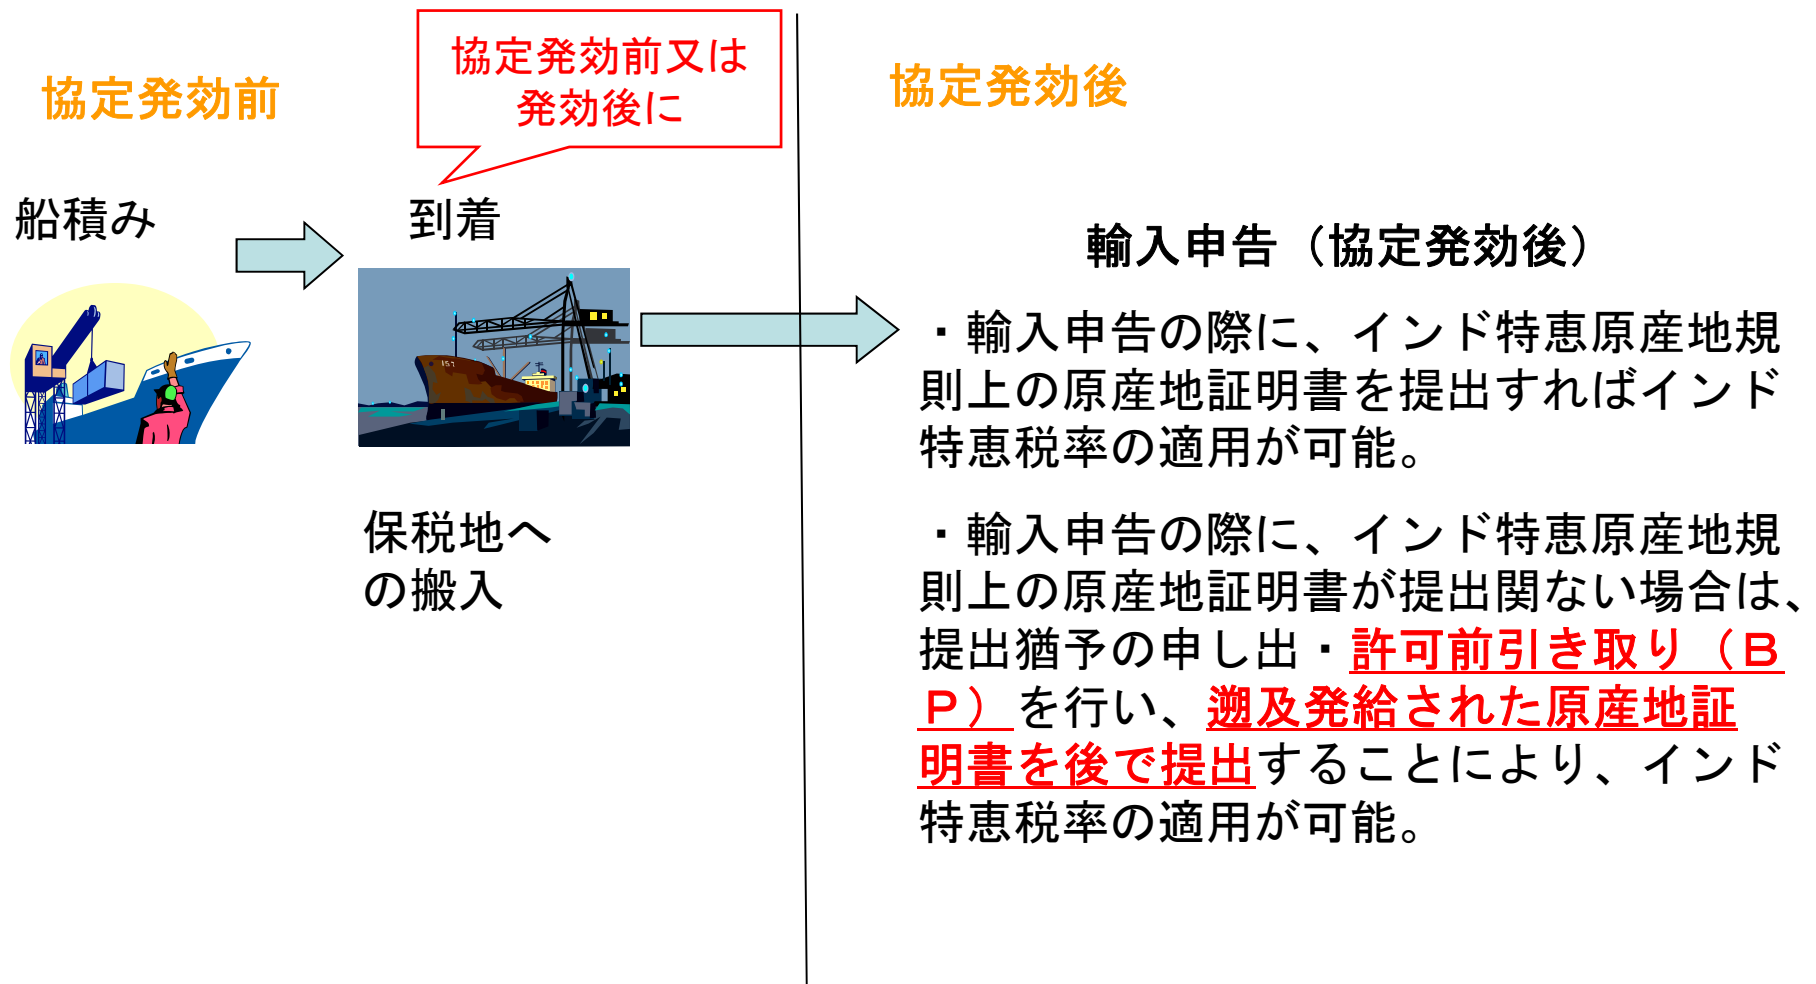 協定発効前
協定発効前又は
発効後に
協定発効後
船積み
到着
157
保税地へ
の搬入
輸入申告（協定発効後）
・輸入申告の際に、インド特恵原産地規
則上の原産地証明書を提出すればインド
特恵税率の適用が可能。
・輸入申告の際に、インド特恵原産地規
則上の原産地証明書が提出関ない場合は、
提出猶予の申し出・許可前引き取り（Ｂ
Ｐ）を行い、遡及発給された原産地証
明書を後で提出することにより、インド
特恵税率の適用が可能。